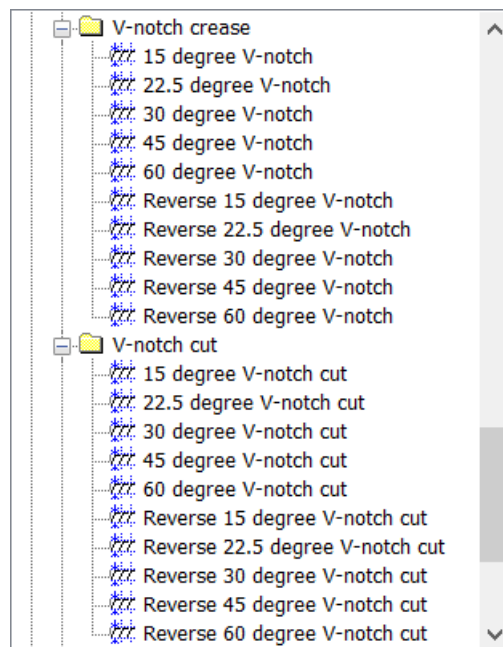 V-notch crease
15 degree V-notch
22.5 degree V-notch
30 degree V-notch
45 degree V-notch
60 degree V-notch
Reverse 15 degree V-notch
Reverse 22.5 degree V-notch
Reverse 30 degree V-notch
Reverse 45 degree V-notch
Reverse 60 degree V-notch
V-notch cut
15 degree V-notch cut
22.5 degree V-notch cut
30 degree V-notch cut
45 degree V-notch cut
60 degree V-notch cut
Reverse 15 degree V-notch cut
Reverse 22.5 degree V-notch cut
Reverse 30 degree V-notch cut
Reverse 45 degree V-notch cut
Reverse 60 degree V-notch cut